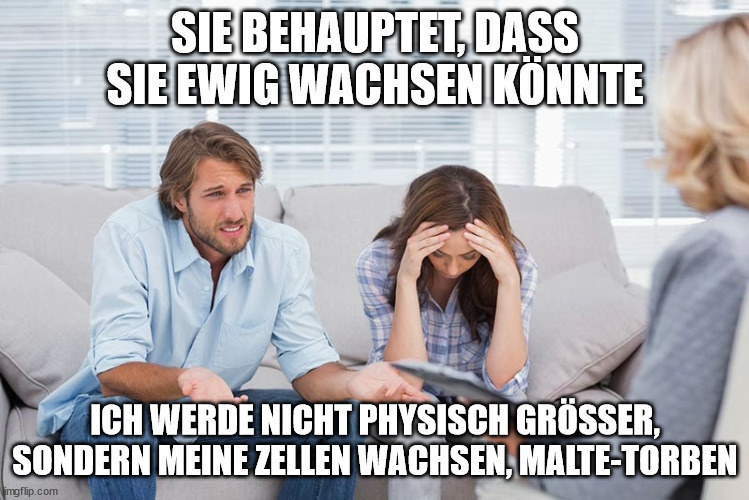 SIE BEHAUPTET, DASS
SIE EWIG WACHSEN KÖNNTE
ICH WERDE NICHT PHYSISCH GRÖSSER,
SONDERN MEINE ZELLEN WACHSEN, MALTE-TORBEN
imgflip.com